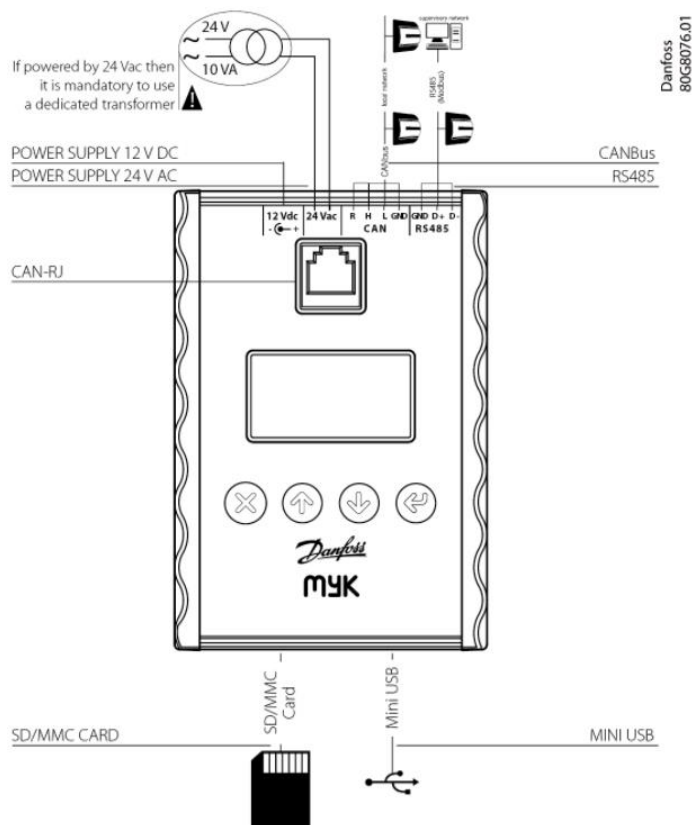 24 V
10 VA
If powered by 24 Vac then
it is mandatory to use
a dedicated transformer
supervisory network
local network
RS485
(Modbus)
CANbus
Danfoss
80G8076.01
POWER SUPPLY 12 V DC
POWER SUPPLY 24 V AC
CANBus
RS485
12 Vdc
- +
24 Vac
R H L GND
CAN
GND D+ D-
RS485
CAN-RJ
Danfoss
MYK
SD/MMC
Card
Mini USB
SD/MMC CARD
MINI USB